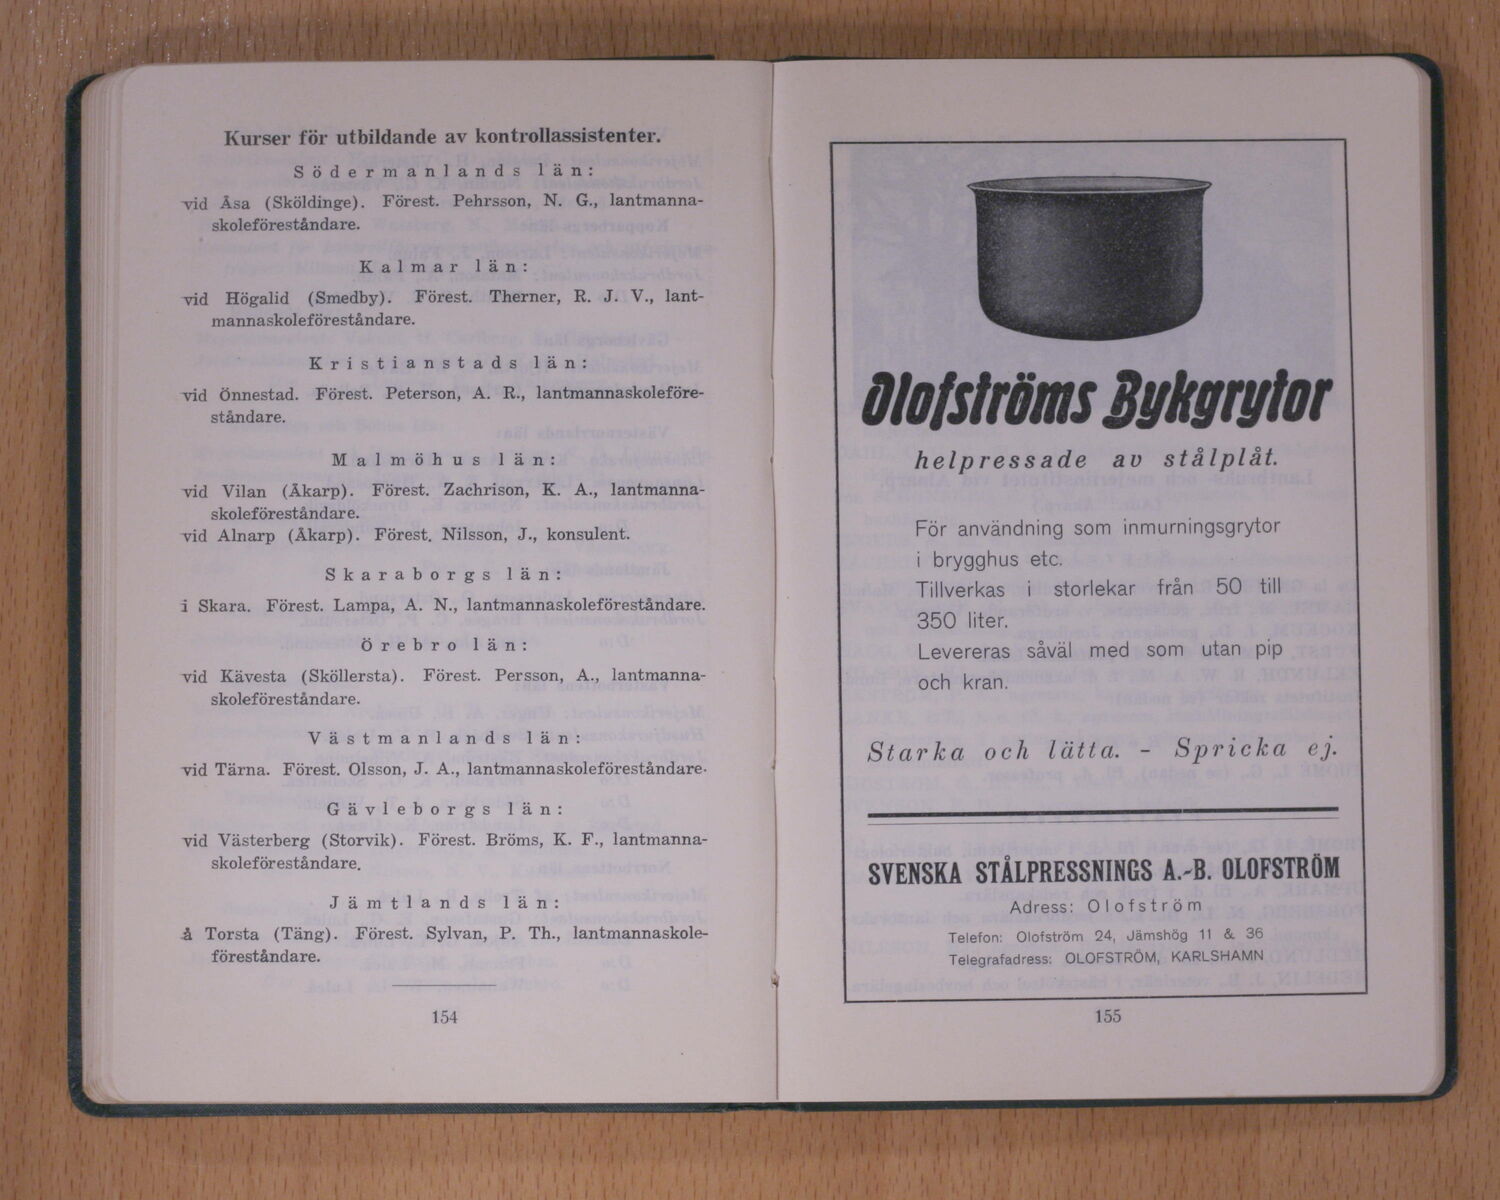 Kurser för utbildande av kontrollassistenter.
Södermanlands län:
vid Åsa (Sköldinge). Förest. Pehrsson, N. G., lantmanna-
skoleföreståndare.
Kalmar län:
vid Högalid (Smedby). Förest. Therner, R. J. V., lant-
mannaskoleföreståndare.
Kristianstads län:
vid Önnestad. Förest. Peterson, A. R., lantmannaskoleföre-
ståndare.
Malmöhus län:
vid Vilan (Åkarp). Förest. Zachrison, K. A., lantmanna-
skoleföreståndare.
vid Alnarp (Åkarp). Förest. Nilsson, J., konsulent.
Skaraborgs län:
i Skara. Förest. Lampa, A. N., lantmannaskoleföreståndare.
Örebro län:
vid Kävesta (Sköllersta). Förest. Persson, A., lantmanna-
skoleföreståndare.
Västmanlands län:
vid Tärna. Förest. Olsson, J. A., lantmannaskoleföreståndare.
Gävleborgs län:
vid Västerberg (Storvik). Förest. Bröms, K. F., lantmanna-
skoleföreståndare.
Jämtlands län:
å Torsta (Täng). Förest. Sylvan, P. Th., lantmannaskole-
föreståndare.
154
Olofströms Bykgrytor
helpressade av stålplåt.
För användning som inmurningsgrytor
i brygghus etc.
Tillverkas i storlekar från 50 till
350 liter.
Levereras såväl med som utan pip
och kran.
Starka och lätta. - Spricka ej.
SVENSKA STÅLPRESSNINGS A.-B. OLOFSTRÖM
Adress: Olofström
Telefon: Olofström 24, Jämshög 11 & 36
Telegrafadress: OLOFSTRÖM, KARLSHAMN
155